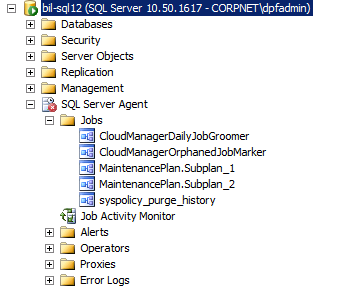 bil-sql12 (SQL Server 10.50.1617 - CORPNET\dpfadmin)
Databases
Security
Server Objects
Replication
Management
SQL Server Agent
Jobs
CloudManagerDailyJobGroomer
CloudManagerOrphanedJobMarker
MaintenancePlan.Subplan_1
MaintenancePlan.Subplan_2
syspolicy_purge_history
Job Activity Monitor
Alerts
Operators
Proxies
Error Logs